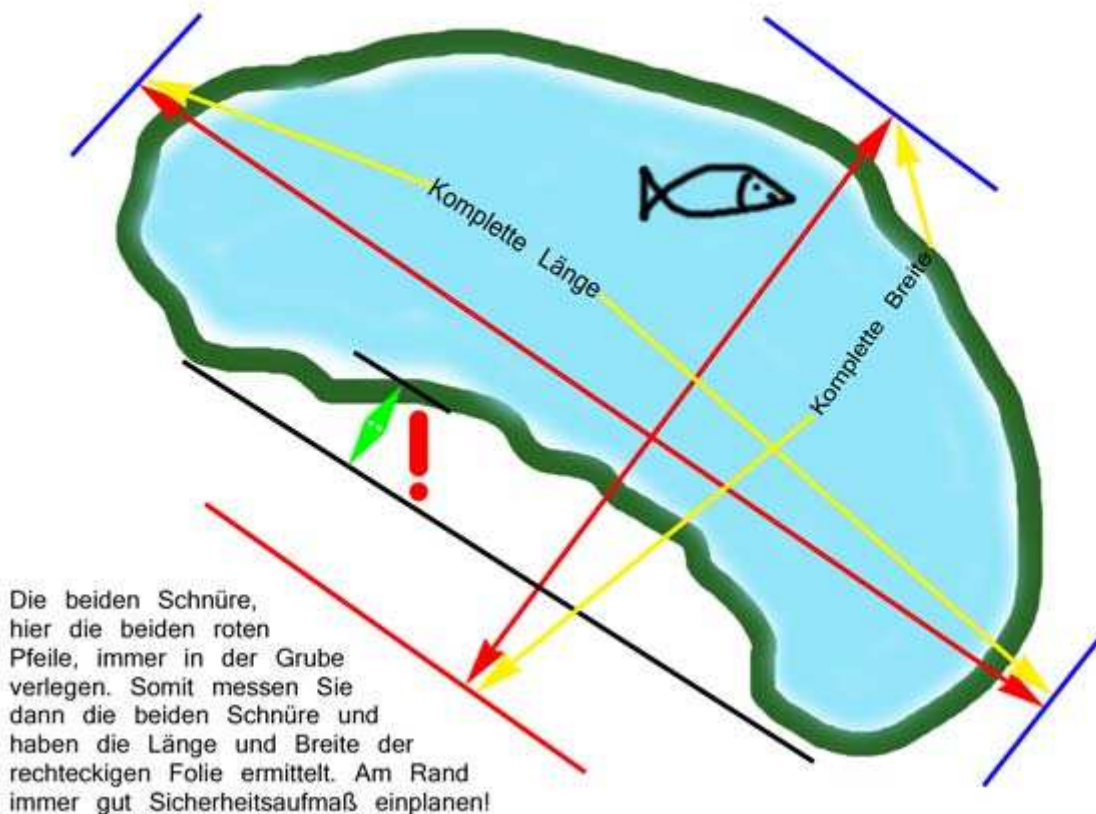 Komplette Länge
Komplette Breite
Die beiden Schnüre,
hier die beiden roten
Pfeile, immer in der Grube
verlegen. Somit messen Sie
dann die beiden Schnüre und
haben die Länge und Breite der
rechteckigen Folie ermittelt. Am Rand
immer gut Sicherheitsaufmaß einplanen!